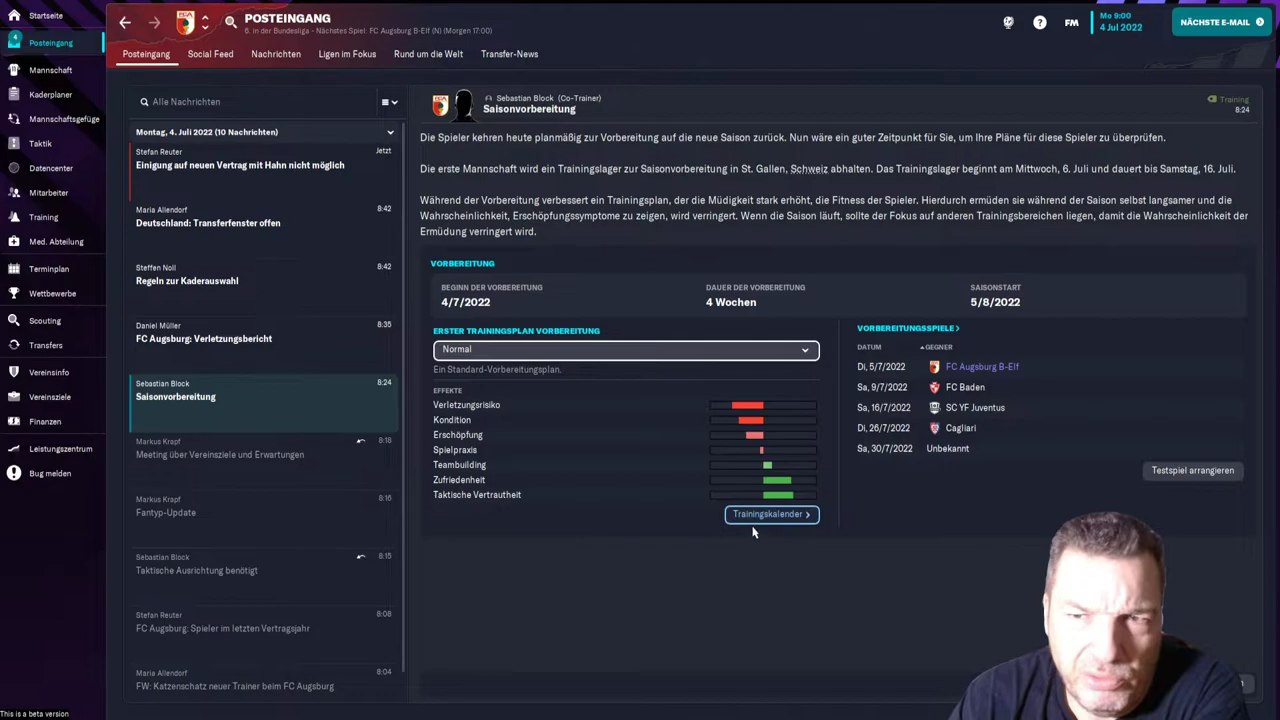 Startseite
4
Posteingang
Mannschaft
Kaderplaner
Mannschaftsgefüge
Taktik
Datencenter
Mitarbeiter
Training
Med. Abteilung
Terminplan
Wettbewerbe
Scouting
Transfers
Vereinsinfo
Vereinsziele
Finanzen
Leistungszentrum
Bug melden
This is a beta version
POSTEINGANG
6. in der Bundesliga - Nächstes Spiel: FC Augsburg B-Elf (N) (Morgen 17:00)
FM
Mo 9:00
4 Jul 2022
NÄCHSTE E-MAIL
Posteingang
Social Feed
Nachrichten
Ligen im Fokus
Rund um die Welt
Transfer-News
Alle Nachrichten
Montag, 4. Juli 2022 (10 Nachrichten)
Stefan Reuter
Jetzt
Einigung auf neuen Vertrag mit Hahn nicht möglich
Maria Allendorf
8:42
Deutschland: Transferfenster offen
Steffen Noll
8:42
Regeln zur Kaderauswahl
Daniel Müller
8:35
FC Augsburg: Verletzungsbericht
Sebastian Block
8:24
Saisonvorbereitung
Markus Krapf
8:18
Meeting über Vereinsziele und Erwartungen
Markus Krapf
8:16
Fantyp-Update
Sebastian Block
8:15
Taktische Ausrichtung benötigt
Stefan Reuter
8:08
FC Augsburg: Spieler im letzten Vertragsjahr
Maria Allendorf
8:04
FW: Katzenschatz neuer Trainer beim FC Augsburg
Sebastian Block (Co-Trainer)
Saisonvorbereitung
Training
8:24
Die Spieler kehren heute planmäßig zur Vorbereitung auf die neue Saison zurück. Nun wäre ein guter Zeitpunkt für Sie, um Ihre Pläne für diese Spieler zu überprüfen.
Die erste Mannschaft wird ein Trainingslager zur Saisonvorbereitung in St. Gallen, Schweiz abhalten. Das Trainingslager beginnt am Mittwoch, 6. Juli und dauert bis Samstag, 16. Juli.
Während der Vorbereitung verbessert ein Trainingsplan, der die Müdigkeit stark erhöht, die Fitness der Spieler. Hierdurch ermüden sie während der Saison selbst langsamer und die
Wahrscheinlichkeit, Erschöpfungssymptome zu zeigen, wird verringert. Wenn die Saison läuft, sollte der Fokus auf anderen Trainingsbereichen liegen, damit die Wahrscheinlichkeit der
Ermüdung verringert wird.
VORBEREITUNG
BEGINN DER VORBEREITUNG
4/7/2022
DAUER DER VORBEREITUNG
4 Wochen
SAISONSTART
5/8/2022
ERSTER TRAININGSPLAN VORBEREITUNG
Normal
Ein Standard-Vorbereitungsplan.
EFFEKTE
Verletzungsrisiko
Kondition
Erschöpfung
Spielpraxis
Teambuilding
Zufriedenheit
Taktische Vertrautheit
Trainingskalender
VORBEREITUNGSSPIELE
DATUM
GEGNER
Di, 5/7/2022
FC Augsburg B-Elf
Sa, 9/7/2022
FC Baden
Sa, 16/7/2022
SC YF Juventus
Di, 26/7/2022
Cagliari
Sa, 30/7/2022
Unbekannt
Testspiel arrangieren